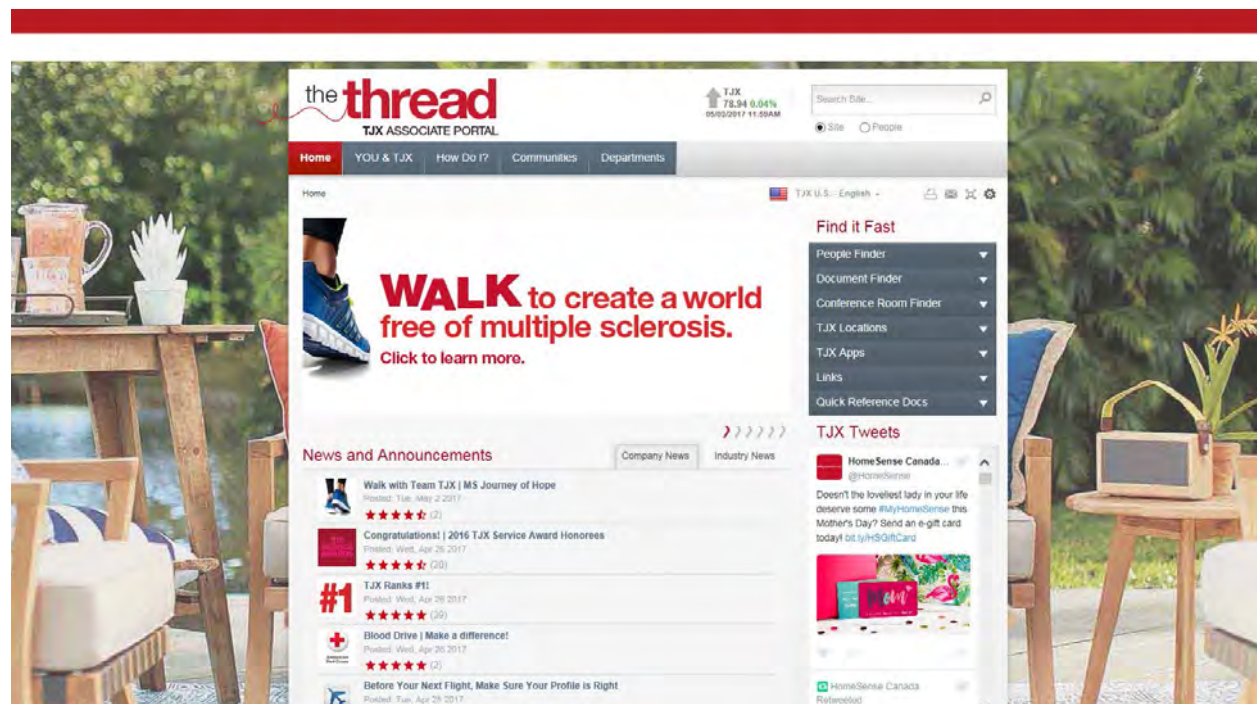 the thread
TJX ASSOCIATE PORTAL
TJX
78.94 0.04%
05/02/2017 11:59AM
Search Site...
Site People
Home YOU & TJX How Do I? Communities Departments
Home
TJX U.S. - English
WALK to create a world
free of multiple sclerosis.
Click to learn more.
Find it Fast
People Finder
Document Finder
Conference Room Finder
TJX Locations
TJX Apps
Links
Quick Reference Docs
News and Announcements
Company News Industry News
Walk with Team TJX | MS Journey of Hope
Posted: Tue, May 2 2017
(2)
Congratulations! | 2016 TJX Service Award Honorees
Posted: Wed, Apr 26 2017
(20)
#1
TJX Ranks #1!
Posted: Wed, Apr 26 2017
(39)
Blood Drive | Make a difference!
Posted: Wed, Apr 26 2017
(2)
Before Your Next Flight, Make Sure Your Profile is Right
Posted: Tue, Apr 25 2017
TJX Tweets
HomeSense Canada...
@HomeSense
Doesn't the loveliest lady in your life
deserve some #MyHomeSense this
Mother's Day? Send an e-gift card
today! bit.ly/HSGiftCard
Mom
HomeSense Canada
Retweeted